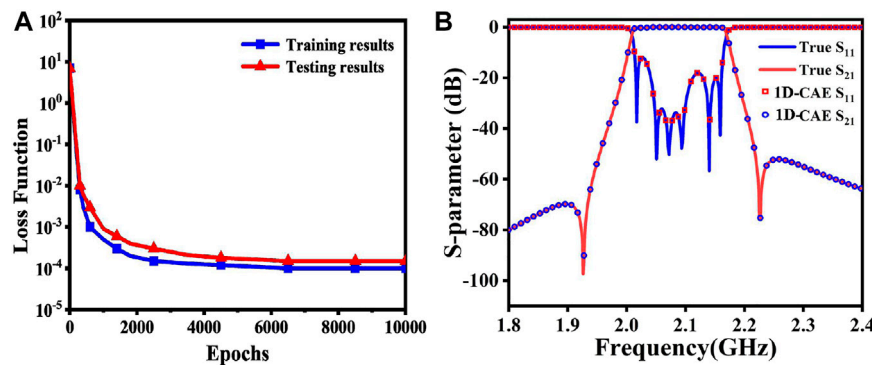 A
Loss Function
10^2
10^1
10^0
10^-1
10^-2
10^-3
10^-4
10^-5
Training results
Testing results
0 2000 4000 6000 8000 10000
Epochs
B
S-parameter (dB)
0
-20
-40
-60
-80
-100
True S11
True S21
1D-CAE S11
1D-CAE S21
1.8 1.9 2.0 2.1 2.2 2.3 2.4
Frequency(GHz)